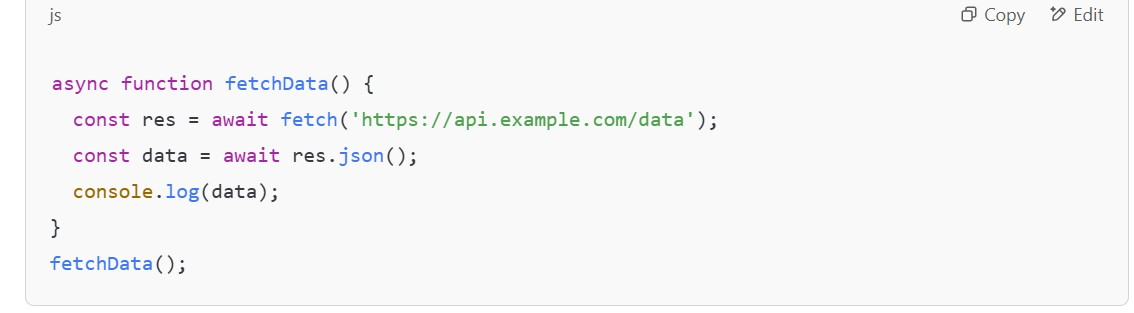 js Copy Edit
async function fetchData() {
  const res = await fetch('https://api.example.com/data');
  const data = await res.json();
  console.log(data);
}
fetchData();